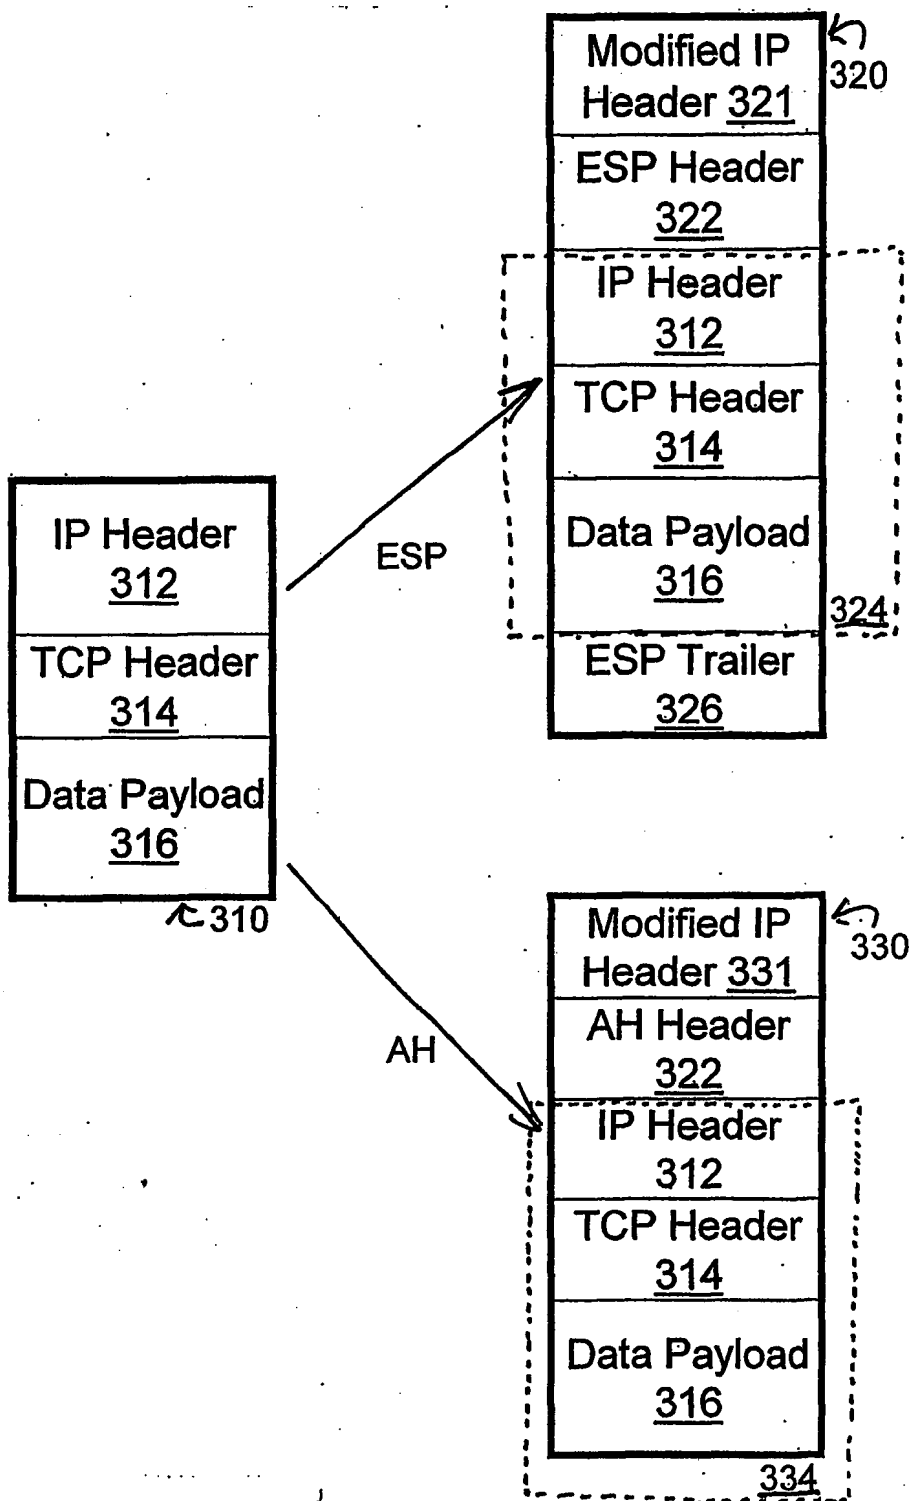 Modified IP
Header 321
320
ESP Header
322
IP Header
312
TCP Header
314
Data Payload
316
324
ESP Trailer
326
ESP
IP Header
312
TCP Header
314
Data Payload
316
310
AH
Modified IP
Header 331
330
AH Header
322
IP Header
312
TCP Header
314
Data Payload
316
334